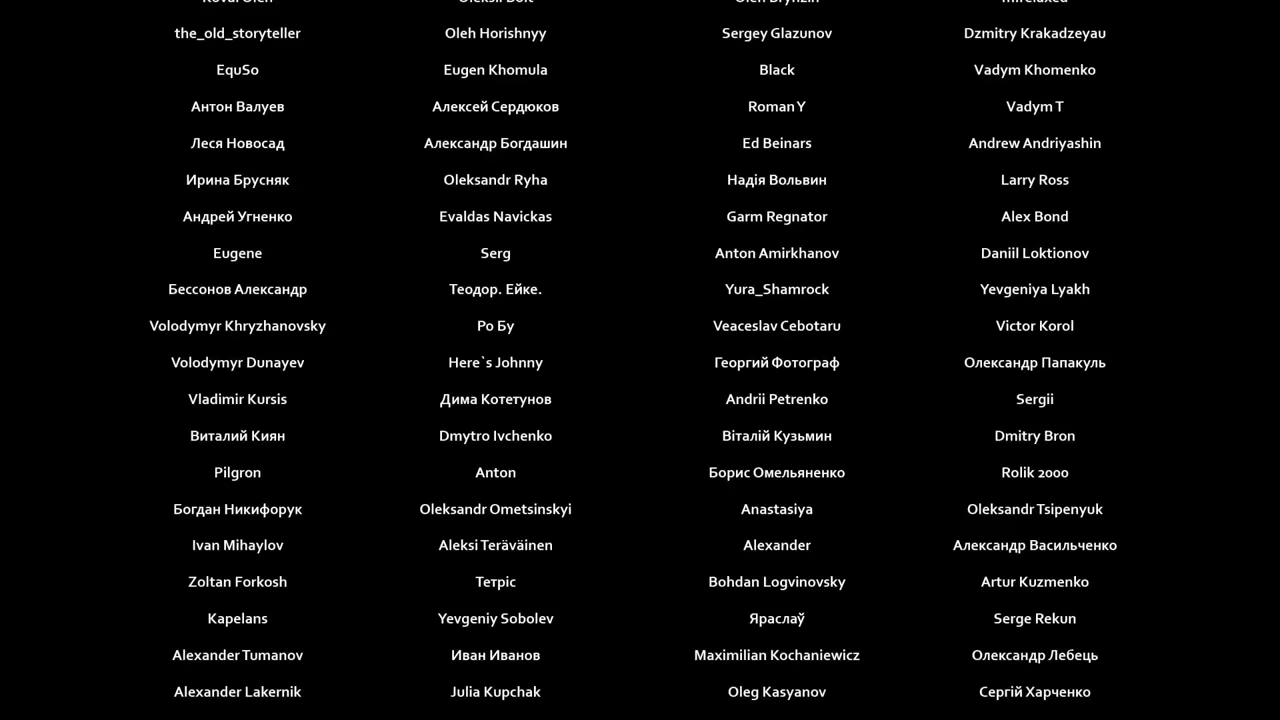 the_old_storyteller Oleh Horishnyy Sergey Glazunov Dzmitry Krakadzeyau
EquSo Eugen Khomula Black Vadym Khomenko
Антон Валуев Алексей Сердюков Roman Y Vadym T
Леся Новосад Александр Богдашин Ed Beinars Andrew Andriyashin
Ирина Брусняк Oleksandr Ryha Надія Вольвин Larry Ross
Андрей Угненко Evaldas Navickas Garm Regnator Alex Bond
Eugene Serg Anton Amirkhanov Daniil Loktionov
Бессонов Александр Теодор. Ейке. Yura_Shamrock Yevgeniya Lyakh
Volodymyr Khryzhanovsky Ро Бу Veaceslav Cebotaru Victor Korol
Volodymyr Dunayev Here`s Johnny Георгий Фотограф Олександр Папакуль
Vladimir Kursis Дима Котетунов Andrii Petrenko Sergii
Виталий Киян Dmytro Ivchenko Віталій Кузьмин Dmitry Bron
Pilgron Anton Борис Омельяненко Rolik 2000
Богдан Никифорук Oleksandr Ometsinskyi Anastasiya Oleksandr Tsipenyuk
Ivan Mihaylov Aleksi Teräväinen Alexander Александр Васильченко
Zoltan Forkosh Тетріс Bohdan Logvinovsky Artur Kuzmenko
Kapelans Yevgeniy Sobolev Яраслаў Serge Rekun
Alexander Tumanov Иван Иванов Maximilian Kochaniewicz Олександр Лебець
Alexander Lakernik Julia Kupchak Oleg Kasyanov Сергій Харченко